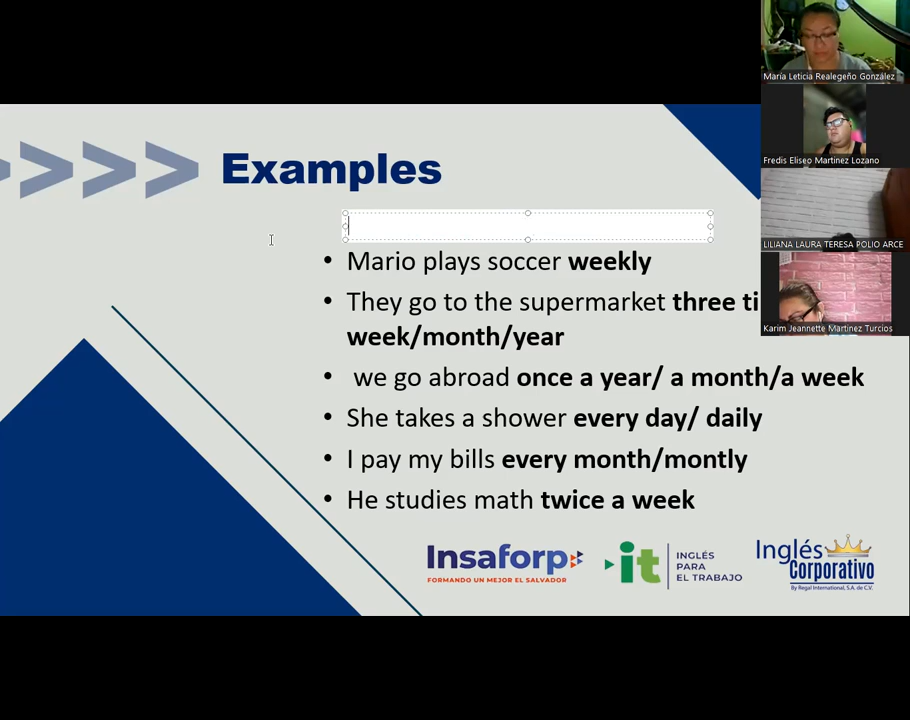 María Leticia Realegeño González
Fredis Eliseo Martinez Lozano
LILIANA LAURA TERESA POLIO ARCE
Karim Jeannette Martinez Turcios
>>>> Examples
• Mario plays soccer weekly
• They go to the supermarket three ti
week/month/year
• we go abroad once a year/ a month/a week
• She takes a shower every day/ daily
• I pay my bills every month/montly
• He studies math twice a week
Insaforp
FORMANDO UN MEJOR EL SALVADOR
it
INGLÉS
PARA
EL TRABAJO
Inglés
Corporativo
By Regal International, S.A. de C.V.